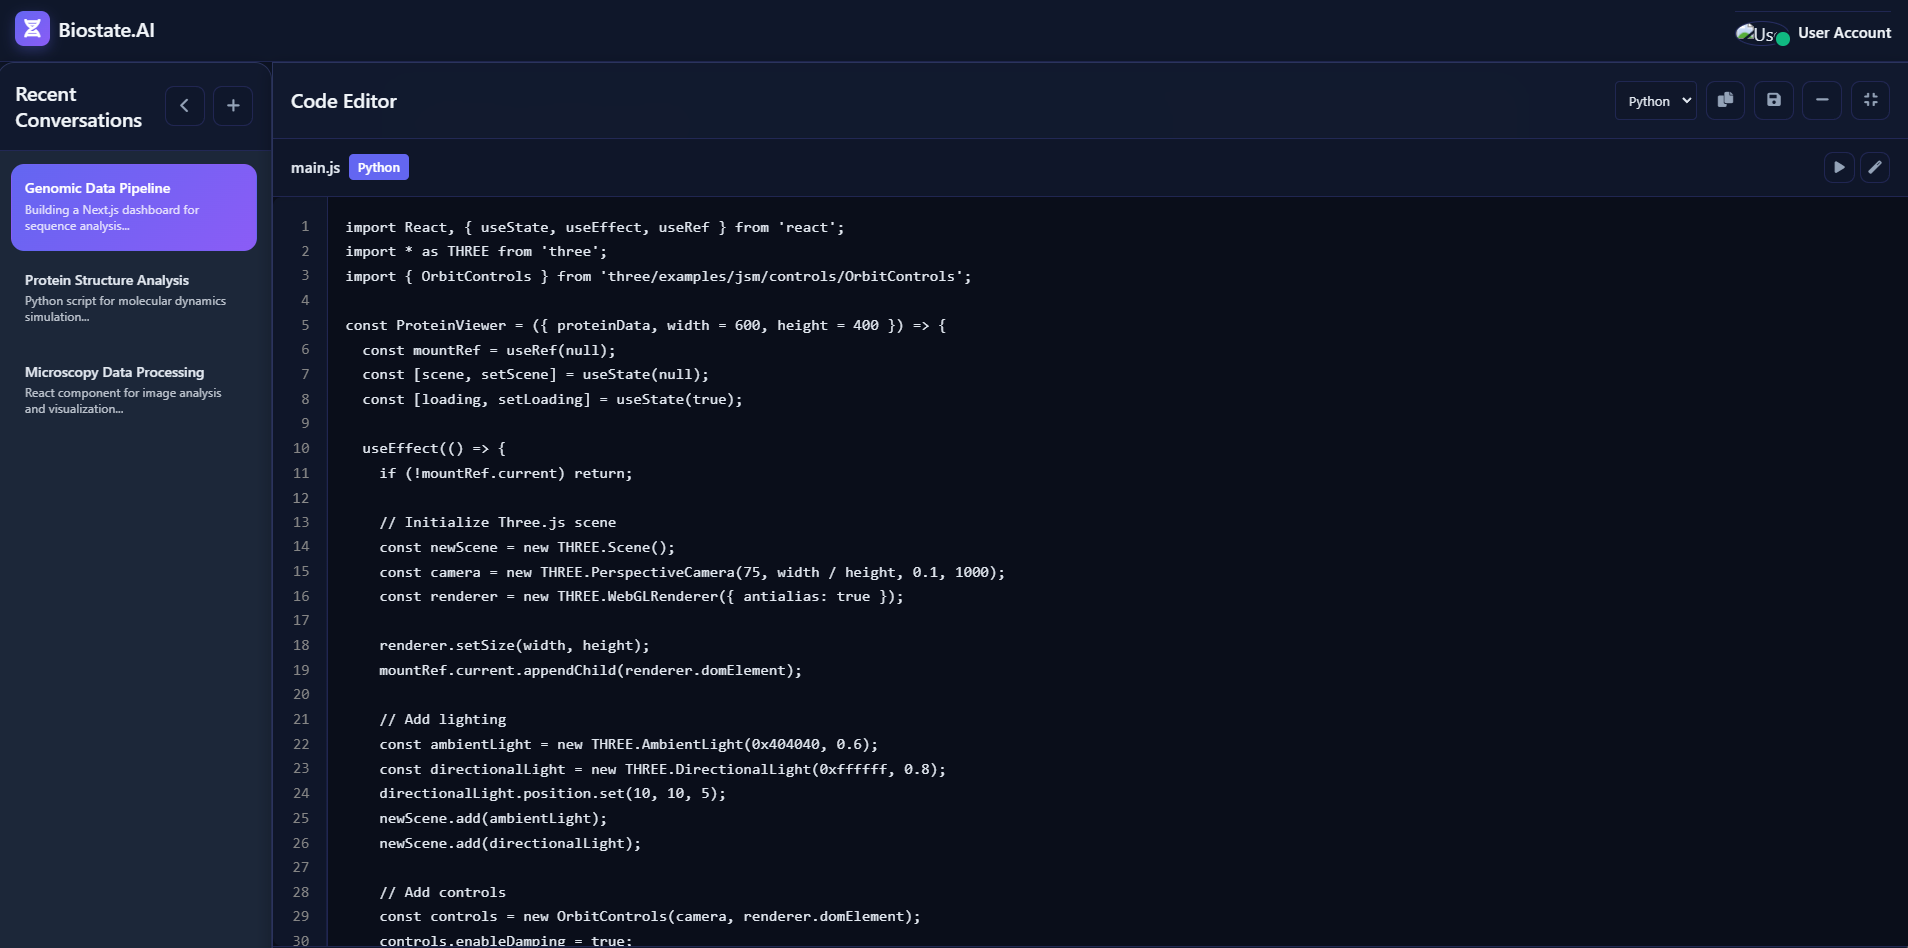 Biostate.AI
Us
User Account
Recent
Conversations
Genomic Data Pipeline
Building a Next.js dashboard for
sequence analysis...
Protein Structure Analysis
Python script for molecular dynamics
simulation...
Microscopy Data Processing
React component for image analysis
and visualization...
Code Editor
Python
main.js Python
1 import React, { useState, useEffect, useRef } from 'react';
2 import * as THREE from 'three';
3 import { OrbitControls } from 'three/examples/jsm/controls/OrbitControls';
4
5 const ProteinViewer = ({ proteinData, width = 600, height = 400 }) => {
6   const mountRef = useRef(null);
7   const [scene, setScene] = useState(null);
8   const [loading, setLoading] = useState(true);
9
10   useEffect(() => {
11     if (!mountRef.current) return;
12
13     // Initialize Three.js scene
14     const newScene = new THREE.Scene();
15     const camera = new THREE.PerspectiveCamera(75, width / height, 0.1, 1000);
16     const renderer = new THREE.WebGLRenderer({ antialias: true });
17
18     renderer.setSize(width, height);
19     mountRef.current.appendChild(renderer.domElement);
20
21     // Add lighting
22     const ambientLight = new THREE.AmbientLight(0x404040, 0.6);
23     const directionalLight = new THREE.DirectionalLight(0xffffff, 0.8);
24     directionalLight.position.set(10, 10, 5);
25     newScene.add(ambientLight);
26     newScene.add(directionalLight);
27
28     // Add controls
29     const controls = new OrbitControls(camera, renderer.domElement);
30     controls.enableDamping = true;